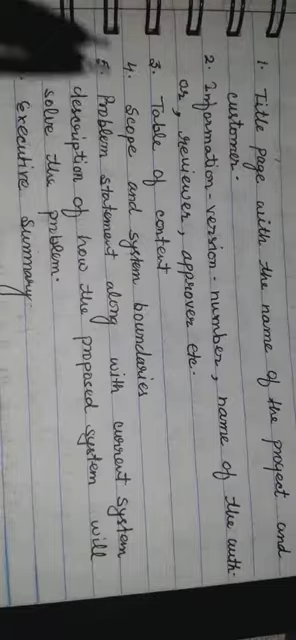 1. Title page with the name of the project and
customer.
2. Information - version - number, name of the auth-
or, reviewer, approver etc.
3. Table of content
4. Scope and system boundaries
5. Problem statement along with current system
description of how the proposed system will
solve the problem.
Executive Summary